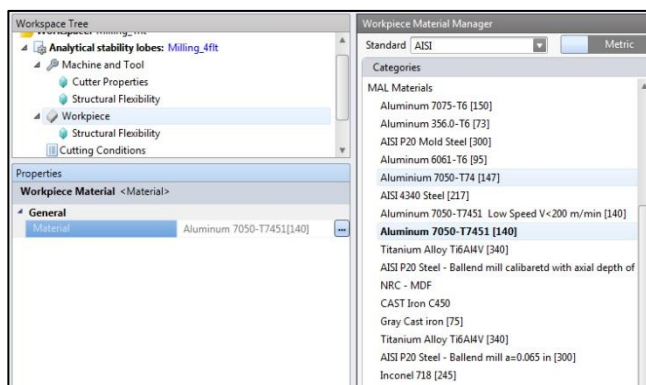 Workspace Tree
Workspace: Milling_4flt
Analytical stability lobes: Milling_4flt
Machine and Tool
Cutter Properties
Structural Flexibility
Workpiece
Structural Flexibility
Cutting Conditions
Properties
Workpiece Material <Material>
General
Material Aluminum 7050-T7451[140] ...
Workpiece Material Manager
Standard AISI Metric
Categories
MAL Materials
Aluminum 7075-T6 [150]
Aluminum 356.0-T6 [73]
AISI P20 Mold Steel [300]
Aluminum 6061-T6 [95]
Aluminium 7050-T74 [147]
AISI 4340 Steel [217]
Aluminum 7050-T7451 Low Speed V<200 m/min [140]
Aluminum 7050-T7451 [140]
Titanium Alloy Ti6Al4V [340]
AISI P20 Steel - Ballend mill calibaretd with axial depth of
NRC - MDF
CAST Iron C450
Gray Cast iron [75]
Titanium Alloy Ti6Al4V [340]
AISI P20 Steel - Ballend mill a=0.065 in [300]
Inconel 718 [245]